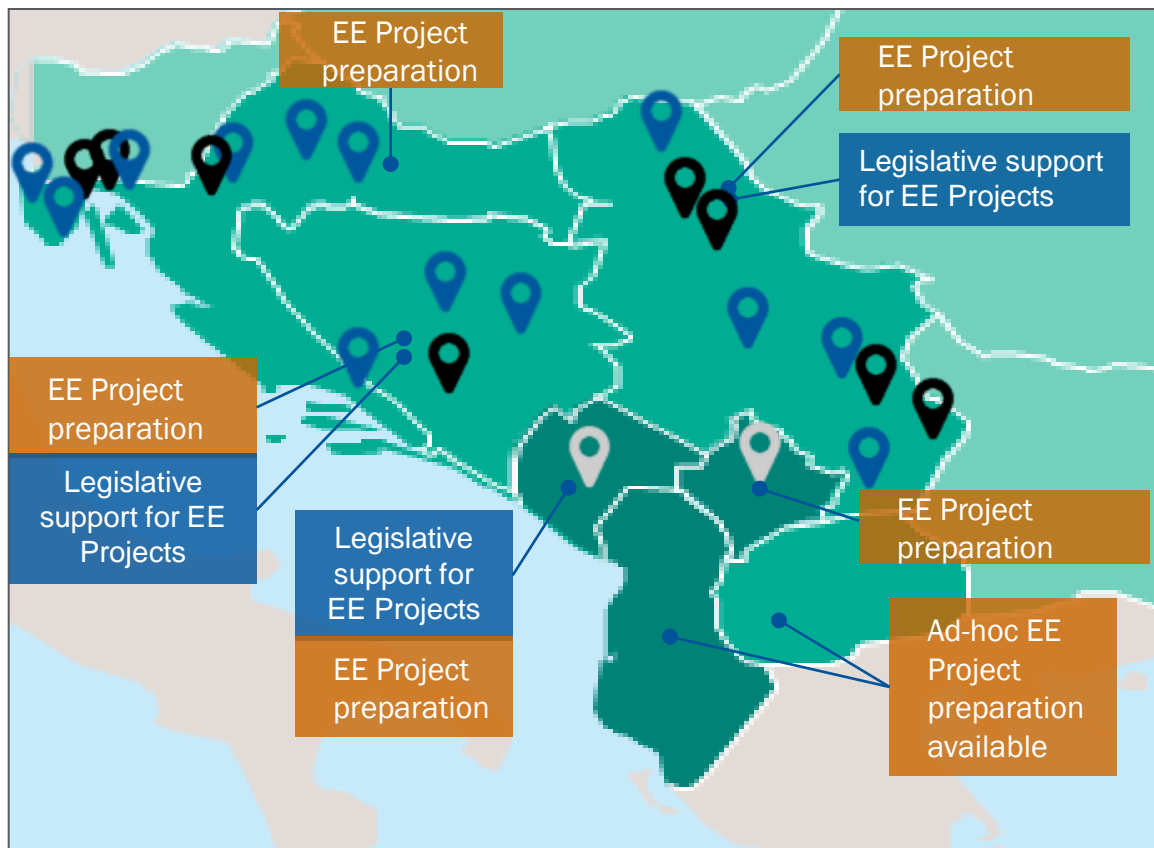 EE Project
preparation
EE Project
preparation
Legislative support
for EE Projects
EE Project
preparation
Legislative
support for EE
Projects
Legislative
support for
EE Projects
EE Project
preparation
EE Project
preparation
Ad-hoc EE
Project
preparation
available